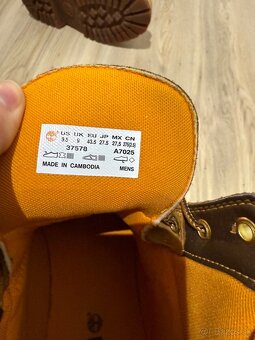 US UK EU JP MX CN
9.5 9 43.5 27.5 27.5 275(2.5)
37578 A7025
MADE IN CAMBODIA MENS